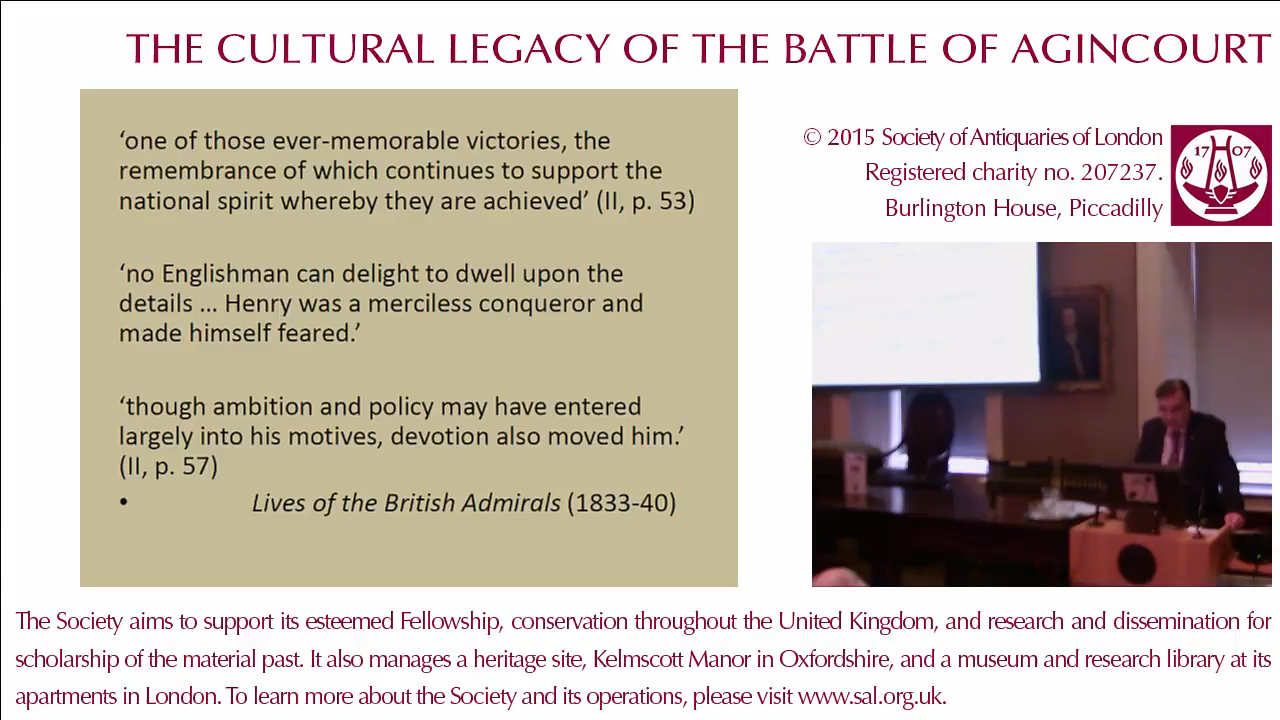 THE CULTURAL LEGACY OF THE BATTLE OF AGINCOURT
‘one of those ever-memorable victories, the
remembrance of which continues to support the
national spirit whereby they are achieved’ (II, p. 53)
‘no Englishman can delight to dwell upon the
details ... Henry was a merciless conqueror and
made himself feared.’
‘though ambition and policy may have entered
largely into his motives, devotion also moved him.’
(II, p. 57)
• Lives of the British Admirals (1833-40)
© 2015 Society of Antiquaries of London
Registered charity no. 207237.
Burlington House, Piccadilly
17 07
The Society aims to support its esteemed Fellowship, conservation throughout the United Kingdom, and research and dissemination for
scholarship of the material past. It also manages a heritage site, Kelmscott Manor in Oxfordshire, and a museum and research library at its
apartments in London. To learn more about the Society and its operations, please visit www.sal.org.uk.